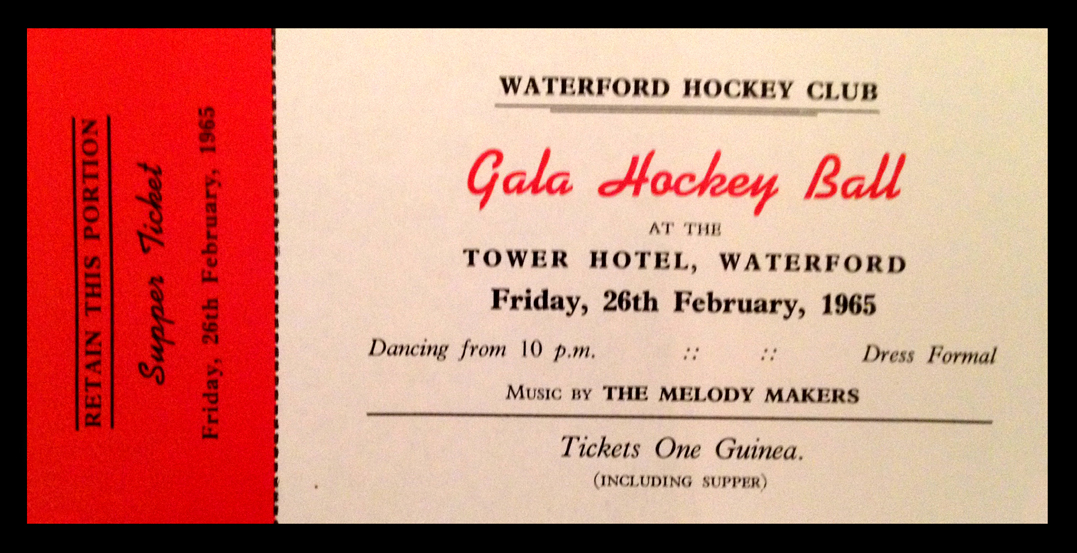 RETAIN THIS PORTION
Supper Ticket
Friday, 26th February, 1965
WATERFORD HOCKEY CLUB
Gala Hockey Ball
AT THE
TOWER HOTEL, WATERFORD
Friday, 26th February, 1965
Dancing from 10 p.m. :: :: Dress Formal
MUSIC BY THE MELODY MAKERS
Tickets One Guinea.
(INCLUDING SUPPER)